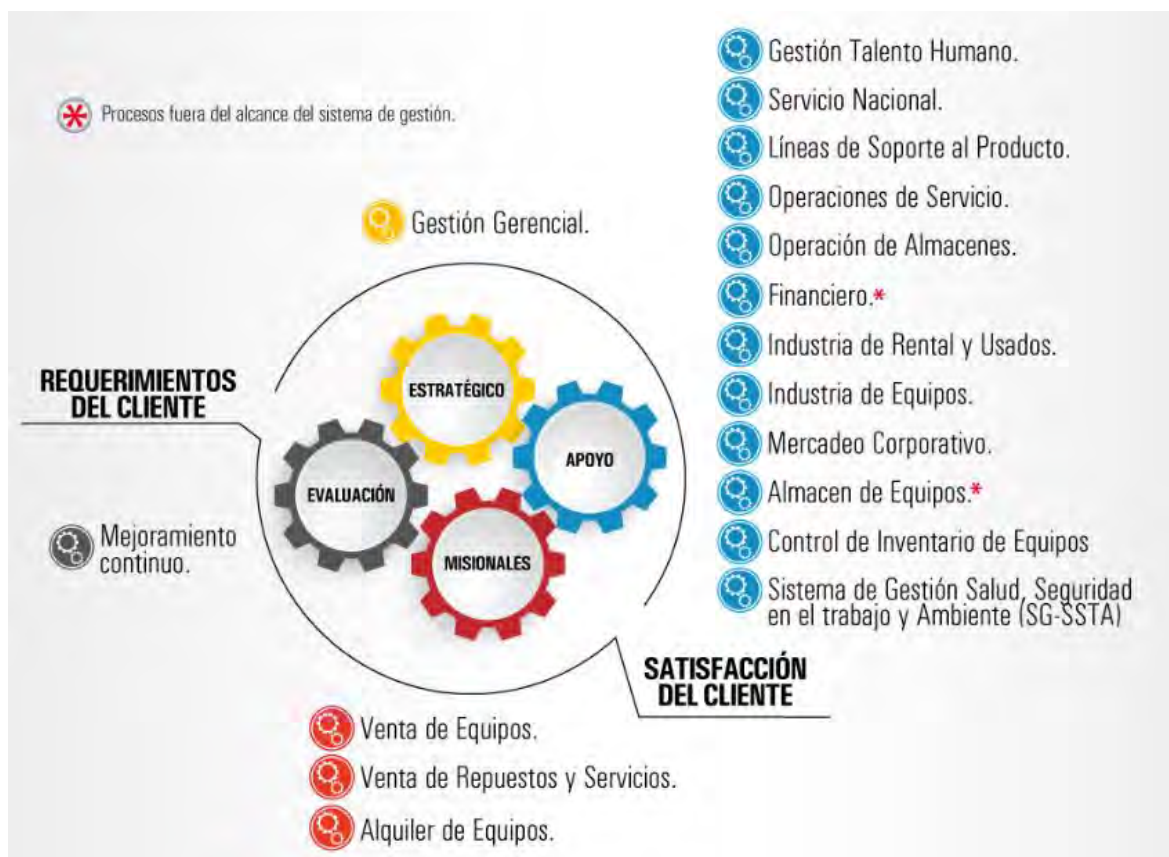 * Procesos fuera del alcance del sistema de gestión.
Gestión Gerencial.
REQUERIMIENTOS
DEL CLIENTE
ESTRATÉGICO
APOYO
EVALUACIÓN
MISIONALES
Mejoramiento
continuo.
SATISFACCIÓN
DEL CLIENTE
Venta de Equipos.
Venta de Repuestos y Servicios.
Alquiler de Equipos.
Gestión Talento Humano.
Servicio Nacional.
Líneas de Soporte al Producto.
Operaciones de Servicio.
Operación de Almacenes.
Financiero.*
Industria de Rental y Usados.
Industria de Equipos.
Mercadeo Corporativo.
Almacen de Equipos.*
Control de Inventario de Equipos
Sistema de Gestión Salud, Seguridad
en el trabajo y Ambiente (SG-SSTA)